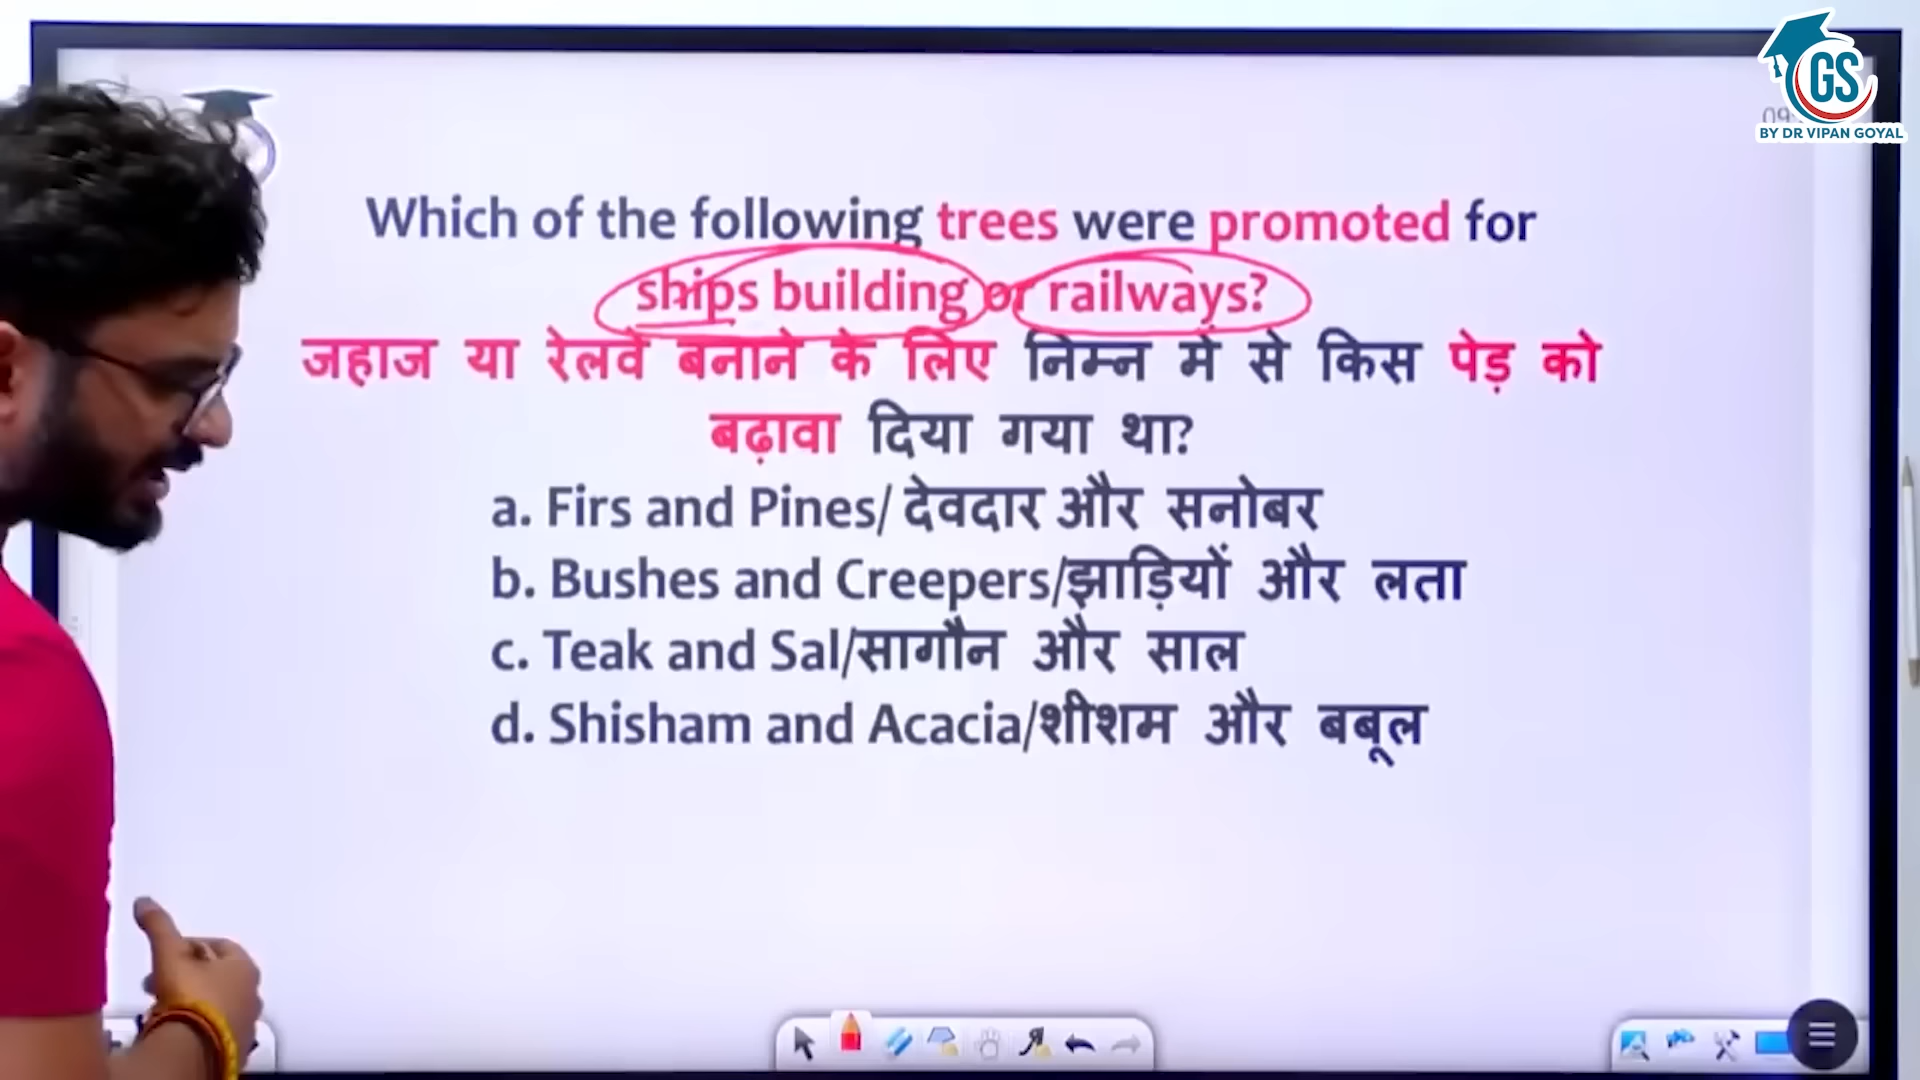 GS
BY DR VIPAN GOYAL
Which of the following trees were promoted for
ships building or railways?
जहाज या रेलवे बनाने के लिए निम्न में से किस पेड़ को
बढ़ावा दिया गया था?
a. Firs and Pines/ देवदार और सनोबर
b. Bushes and Creepers/झाड़ियों और लता
c. Teak and Sal/सागौन और साल
d. Shisham and Acacia/शीशम और बबूल